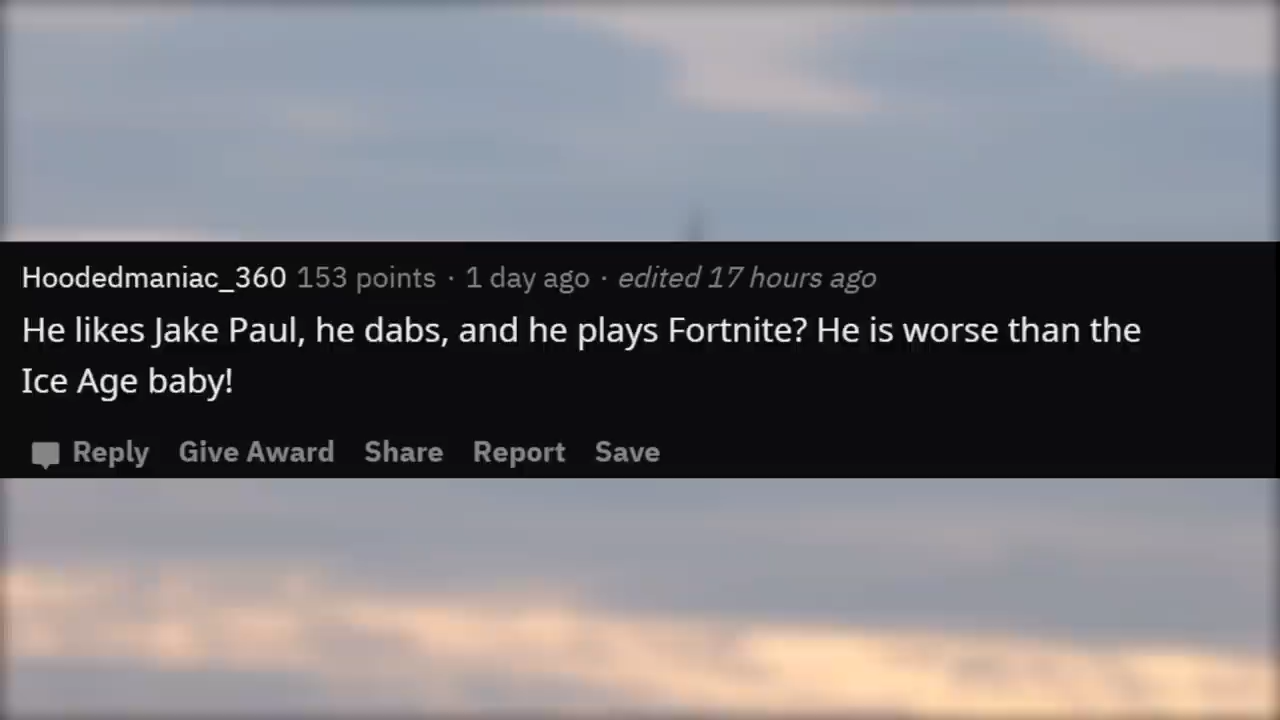 Hoodedmaniac_360 153 points · 1 day ago · edited 17 hours ago
He likes Jake Paul, he dabs, and he plays Fortnite? He is worse than the
Ice Age baby!
Reply Give Award Share Report Save